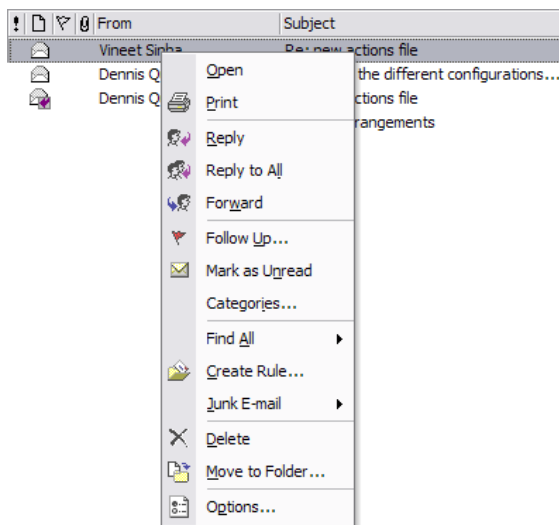 From Subject
Vineet Sinha Re: new actions file
Dennis Q the different configurations...
Dennis Q ctions file
rangements
Open
Print
Reply
Reply to All
Forward
Follow Up...
Mark as Unread
Categories...
Find All
Create Rule...
Junk E-mail
Delete
Move to Folder...
Options...